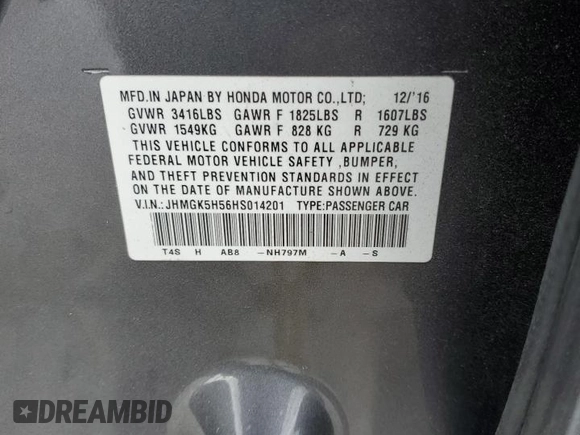 MFD.IN JAPAN BY HONDA MOTOR CO.,LTD; 12/'16
GVWR 3416LBS GAWR F 1825LBS R 1607LBS
GVWR 1549KG GAWR F 828 KG R 729 KG
THIS VEHICLE CONFORMS TO ALL APPLICABLE
FEDERAL MOTOR VEHICLE SAFETY ,BUMPER,
AND THEFT PREVENTION STANDARDS IN EFFECT
ON THE DATE OF MANUFACTURE SHOWN ABOVE.
V.I.N.:JHMGK5H56HS014201 TYPE:PASSENGER CAR
T4S H AB8 -NH797M -A -S
DREAMBID